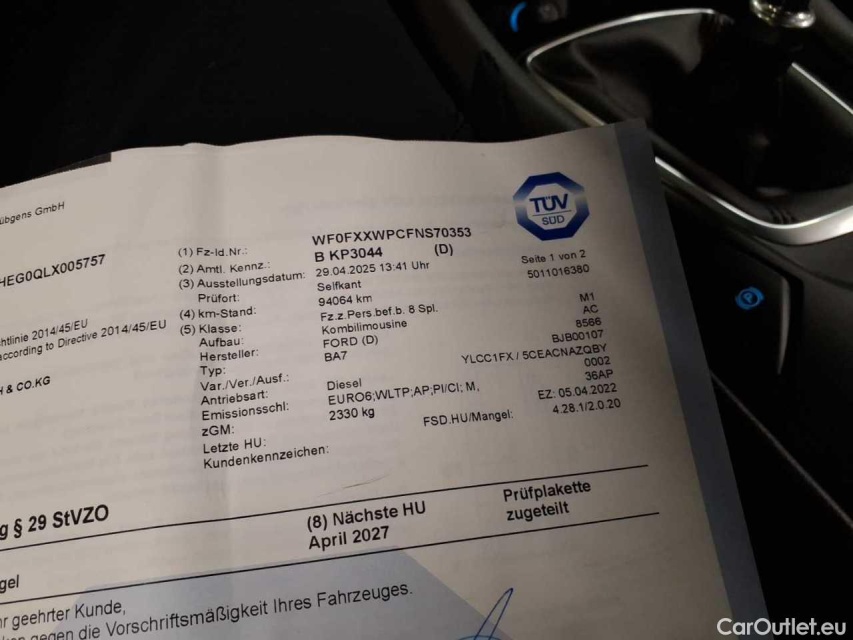 übgens GmbH
TÜV
SÜD
HEG0QLX005757
(1) Fz-Id.Nr.: WF0FXXWPCFNS70353
(2) Amtl. Kennz.: B KP3044 (D)
Seite 1 von 2
(3) Ausstellungsdatum: 29.04.2025 13:41 Uhr
5011016380
Prüfort: Selfkant
(4) km-Stand: 94064 km
(5) Klasse: Fz.z.Pers.bef.b. 8 Spl. M1
Aufbau: Kombilimousine AC
Hersteller: FORD (D) 8566
Typ: BA7 BJB00107
Var./Ver./Ausf.: YLCC1FX / 5CEACNAZQBY
Antriebsart: Diesel 0002
Emissionsschl: EURO6;WLTP;AP;PI/CI; M, 36AP
zGM: 2330 kg EZ: 05.04.2022
Letzte HU: FSD.HU/Mangel: 4.28.1/2.0.20
Kundenkennzeichen:
htlinie 2014/45/EU
according to Directive 2014/45/EU
H & CO.KG
g § 29 StVZO
(8) Nächste HU
April 2027
Prüfplakette
zugeteilt
gel
hr geehrter Kunde,
ken gegen die Vorschriftsmäßigkeit Ihres Fahrzeuges.
CarOutlet.eu